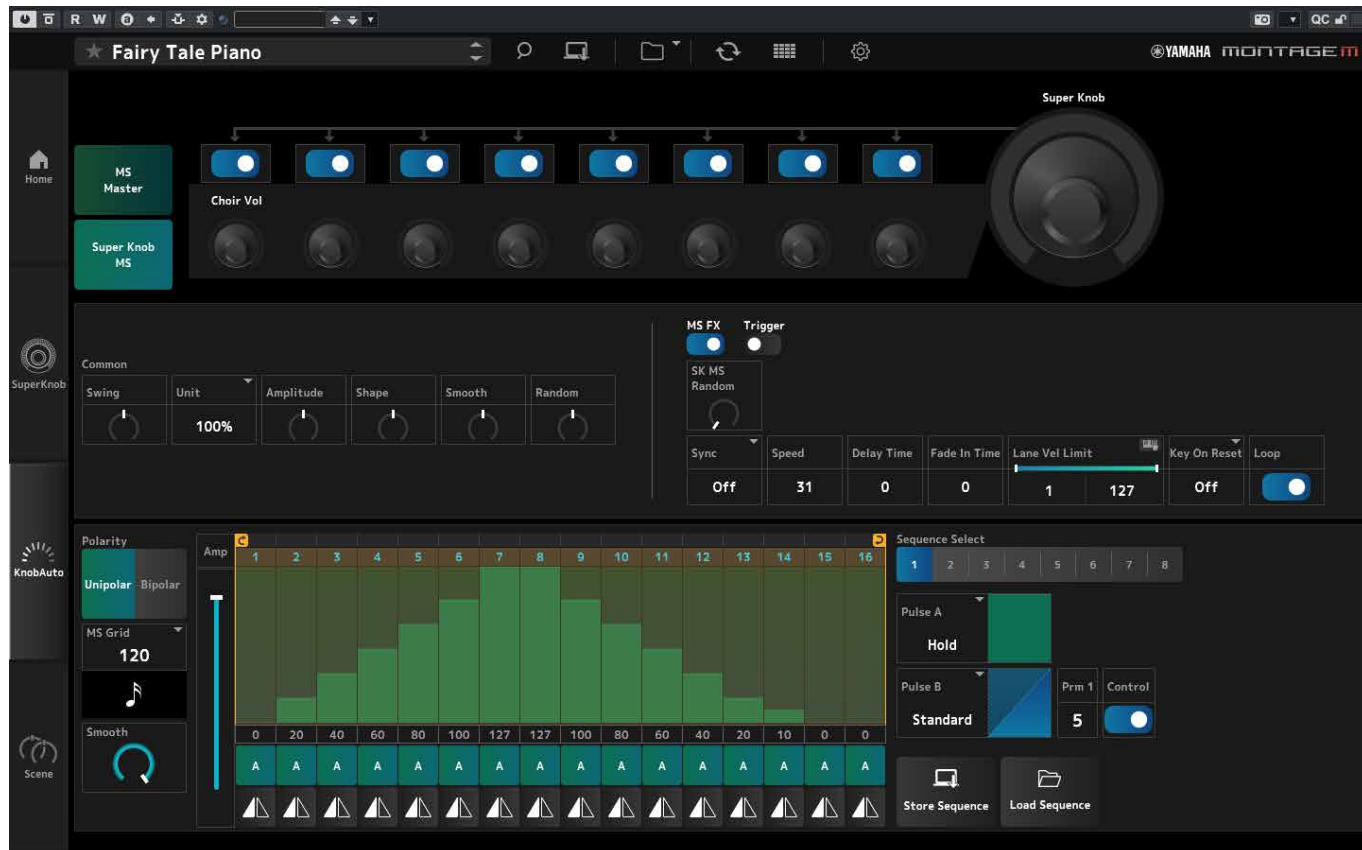 R W a QC
Fairy Tale Piano
YAMAHA MONTAGE M
Super Knob
Home
MS
Master
Choir Vol
Super Knob
MS
MS FX Trigger
SuperKnob
Common
SK MS
Random
Swing Unit Amplitude Shape Smooth Random
100%
Sync Speed Delay Time Fade In Time Lane Vel Limit Key On Reset Loop
Off 31 0 0 1 127 Off
KnobAuto
Polarity
Unipolar Bipolar
Amp
1 2 3 4 5 6 7 8 9 10 11 12 13 14 15 16
Sequence Select
1 2 3 4 5 6 7 8
MS Grid
120
Pulse A
Hold
Pulse B Prm 1 Control
Standard 5
Smooth
0 20 40 60 80 100 127 127 100 80 60 40 20 10 0 0
A A A A A A A A A A A A A A A A
Scene
Store Sequence Load Sequence